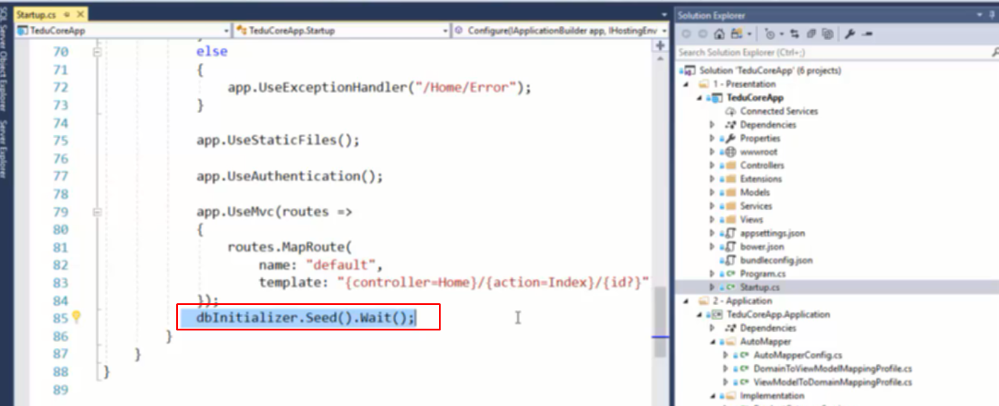 Startup.cs
TeduCoreApp
TeduCoreApp.Startup
Configure(IApplicationBuilder app, IHostingEnv
SQL Server Object Explorer
Server Explorer
70 else
71 {
72 app.UseExceptionHandler("/Home/Error");
73 }
74
75 app.UseStaticFiles();
76
77 app.UseAuthentication();
78
79 app.UseMvc(routes =>
80 {
81 routes.MapRoute(
82 name: "default",
83 template: "{controller=Home}/{action=Index}/{id?}"
84 });
85 dbInitializer.Seed().Wait();
86 }
87 }
88 }
89
Solution Explorer
Search Solution Explorer (Ctrl+;)
Solution 'TeduCoreApp' (6 projects)
1 - Presentation
TeduCoreApp
Connected Services
Dependencies
Properties
wwwroot
Controllers
Extensions
Models
Services
Views
appsettings.json
bower.json
bundleconfig.json
Program.cs
Startup.cs
2 - Application
TeduCoreApp.Application
Dependencies
AutoMapper
AutoMapperConfig.cs
DomainToViewModelMappingProfile.cs
ViewModelToDomainMappingProfile.cs
Implementation